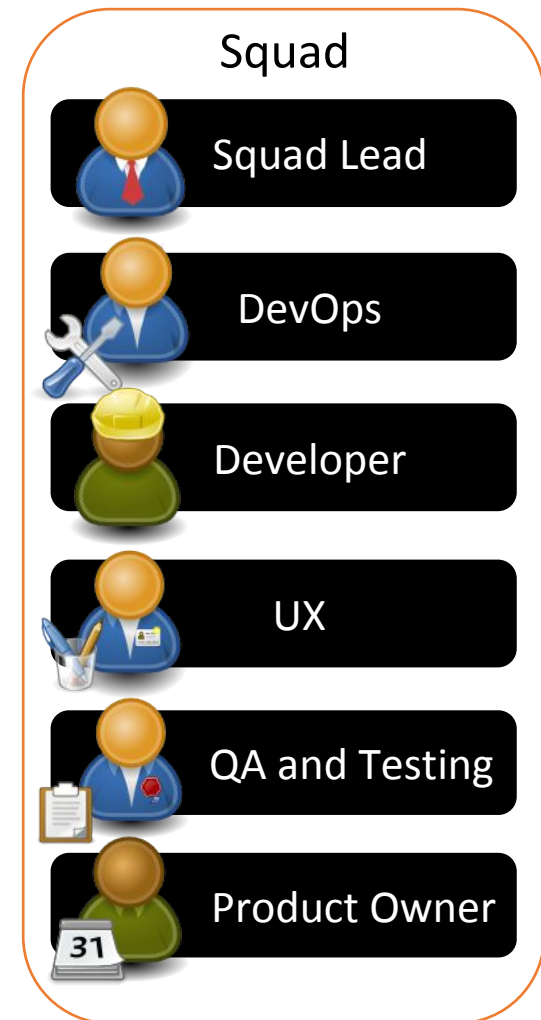 Squad
Squad Lead
DevOps
Developer
UX
QA and Testing
Product Owner
31